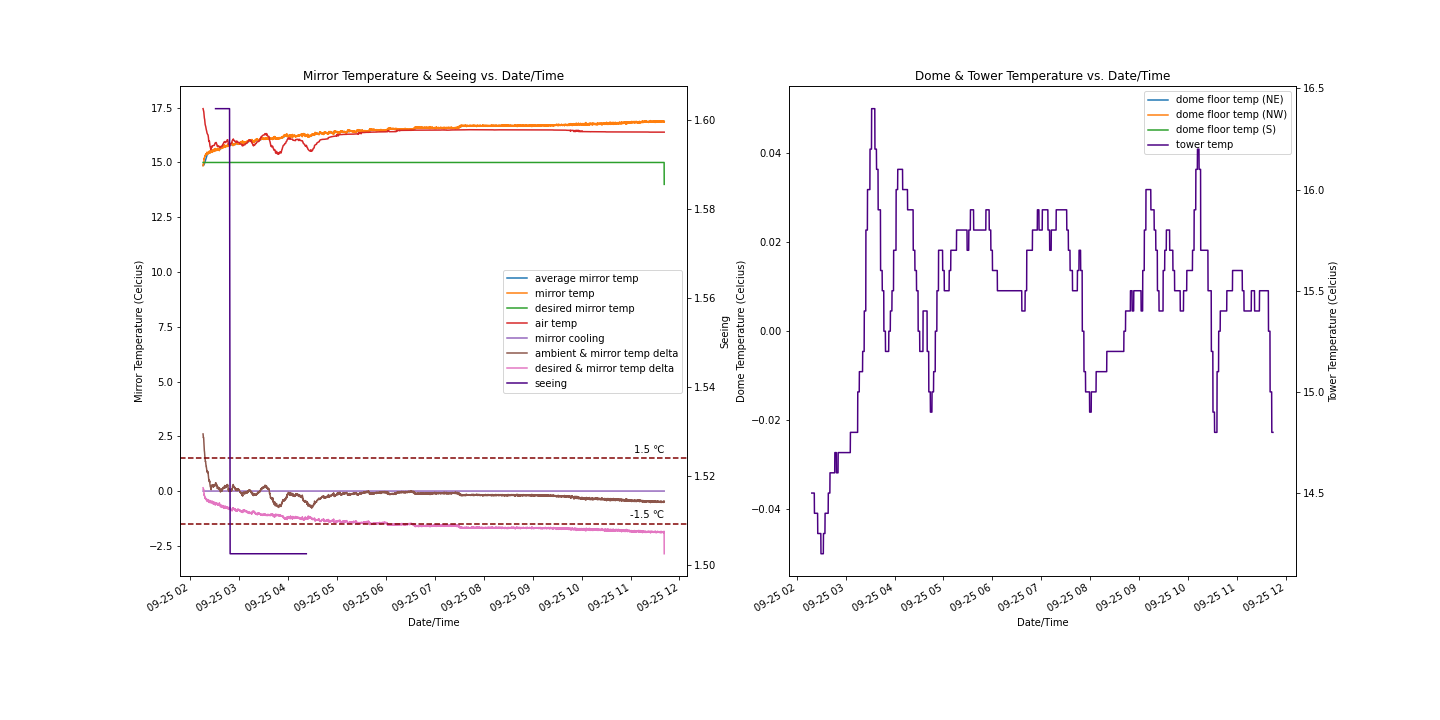 Mirror Temperature & Seeing vs. Date/Time
17.5
15.0
12.5
10.0
7.5
5.0
2.5
0.0
−2.5
Mirror Temperature (Celcius)
average mirror temp
mirror temp
desired mirror temp
air temp
mirror cooling
ambient & mirror temp delta
desired & mirror temp delta
seeing
1.5 °C
-1.5 °C
1.60
1.58
1.56
1.54
1.52
1.50
Seeing
09-25 02
09-25 03
09-25 04
09-25 05
09-25 06
09-25 07
09-25 08
09-25 09
09-25 10
09-25 11
09-25 12
Date/Time
Dome & Tower Temperature vs. Date/Time
0.04
0.02
0.00
−0.02
−0.04
Dome Temperature (Celcius)
dome floor temp (NE)
dome floor temp (NW)
dome floor temp (S)
tower temp
16.5
16.0
15.5
15.0
14.5
Tower Temperature (Celcius)
09-25 02
09-25 03
09-25 04
09-25 05
09-25 06
09-25 07
09-25 08
09-25 09
09-25 10
09-25 11
09-25 12
Date/Time